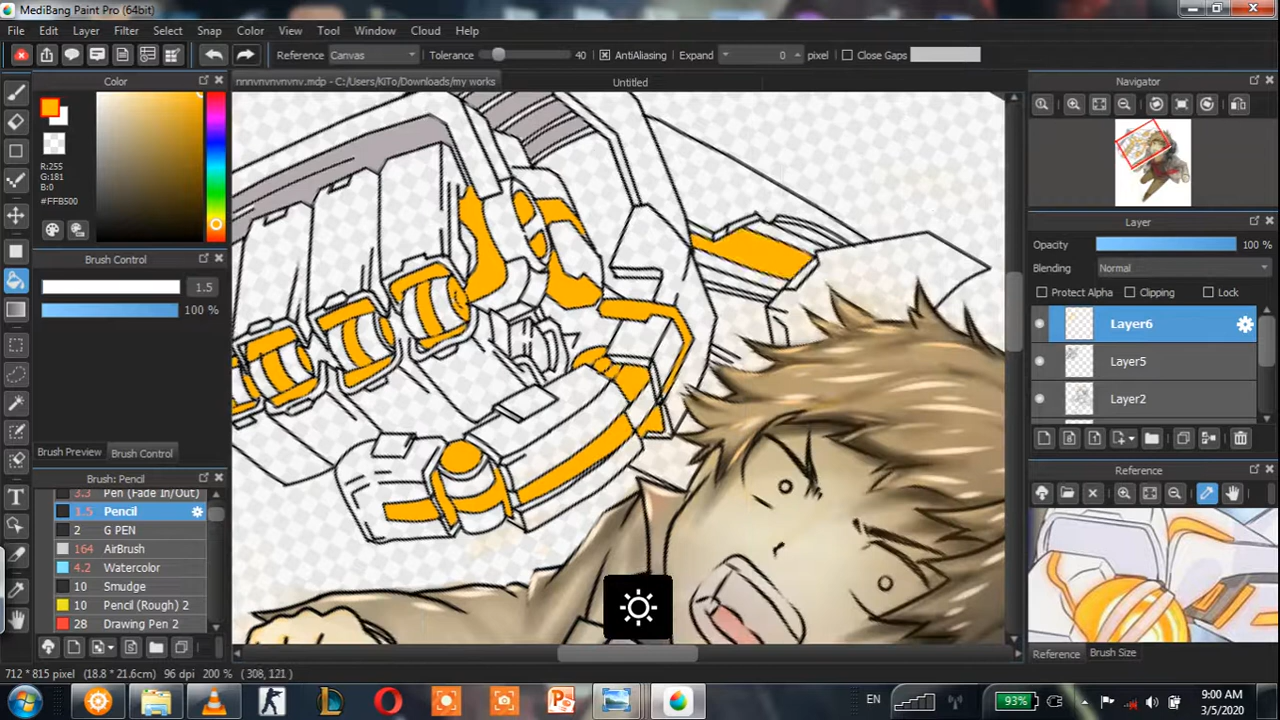 MediBang Paint Pro (64bit)
File Edit Layer Filter Select Snap Color View Tool Window Cloud Help
Reference Canvas Tolerance 40 AntiAliasing Expand 0 pixel Close Gaps
Color
nnnvnvnvnvnv.mdp - C:/Users/KiTo/Downloads/my works Untitled
Navigator
R:255
G:181
B:0
#FFB500
Brush Control
1.5
100 %
Layer
Opacity 100 %
Blending Normal
Protect Alpha Clipping Lock
Layer6
Layer5
Layer2
Brush Preview Brush Control
Brush: Pencil
3.3 Pen (Fade In/Out)
1.5 Pencil
2 G PEN
164 AirBrush
4.2 Watercolor
10 Smudge
10 Pencil (Rough) 2
28 Drawing Pen 2
Reference
Reference Brush Size
712 * 815 pixel (18.8 * 21.6cm) 96 dpi 200 % ( 308, 121 )
EN 93% 9:00 AM
3/5/2020